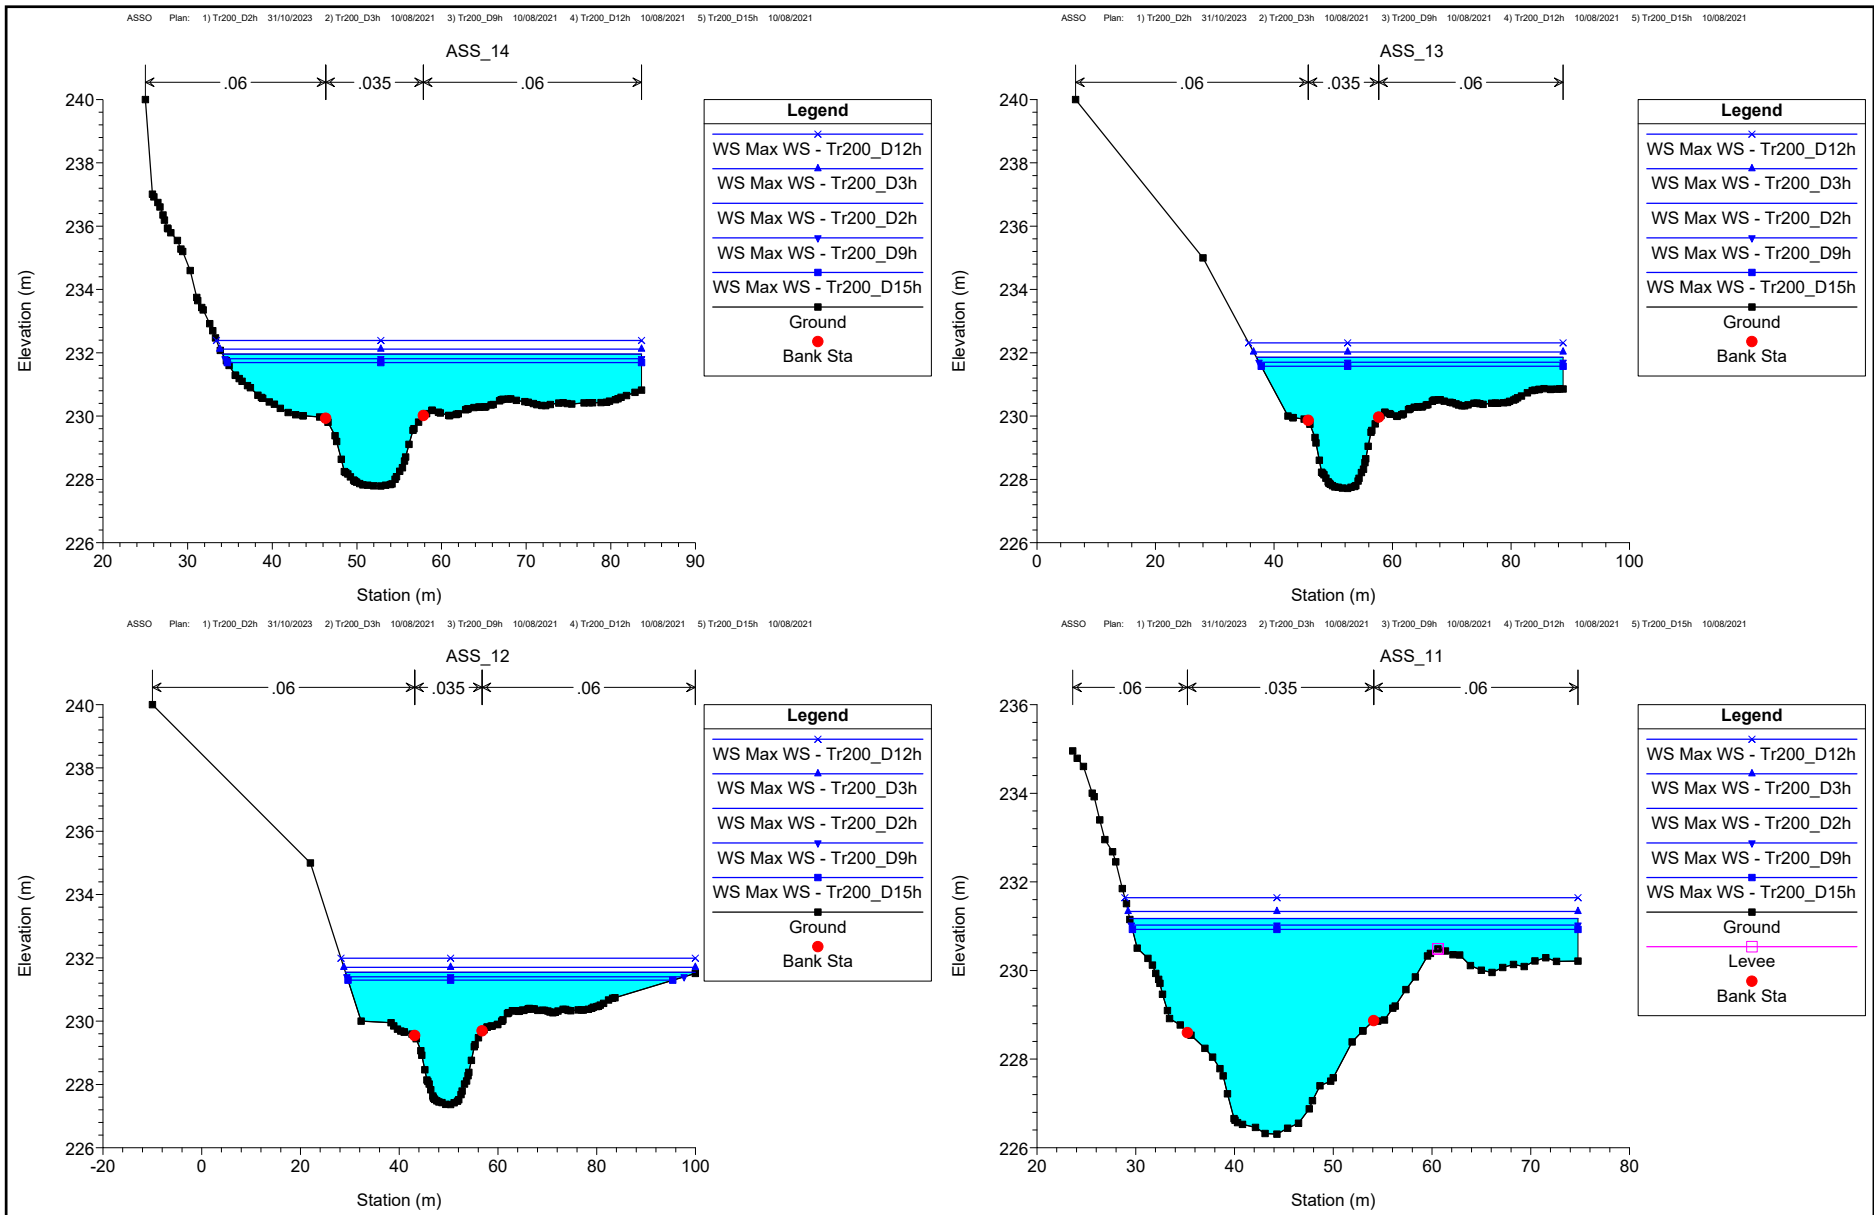 ASSO Plan: 1) Tr200_D2h 31/10/2023 2) Tr200_D3h 10/08/2021 3) Tr200_D9h 10/08/2021 4) Tr200_D12h 10/08/2021 5) Tr200_D15h 10/08/2021
ASS_14
.06 .035 .06
240
238
236
234
232
230
228
226
20 30 40 50 60 70 80 90
Elevation (m)
Station (m)
Legend
WS Max WS - Tr200_D12h
WS Max WS - Tr200_D3h
WS Max WS - Tr200_D2h
WS Max WS - Tr200_D9h
WS Max WS - Tr200_D15h
Ground
Bank Sta
ASSO Plan: 1) Tr200_D2h 31/10/2023 2) Tr200_D3h 10/08/2021 3) Tr200_D9h 10/08/2021 4) Tr200_D12h 10/08/2021 5) Tr200_D15h 10/08/2021
ASS_13
.06 .035 .06
240
238
236
234
232
230
228
226
0 20 40 60 80 100
Elevation (m)
Station (m)
Legend
WS Max WS - Tr200_D12h
WS Max WS - Tr200_D3h
WS Max WS - Tr200_D2h
WS Max WS - Tr200_D9h
WS Max WS - Tr200_D15h
Ground
Bank Sta
ASSO Plan: 1) Tr200_D2h 31/10/2023 2) Tr200_D3h 10/08/2021 3) Tr200_D9h 10/08/2021 4) Tr200_D12h 10/08/2021 5) Tr200_D15h 10/08/2021
ASS_12
.06 .035 .06
240
238
236
234
232
230
228
226
-20 0 20 40 60 80 100
Elevation (m)
Station (m)
Legend
WS Max WS - Tr200_D12h
WS Max WS - Tr200_D3h
WS Max WS - Tr200_D2h
WS Max WS - Tr200_D9h
WS Max WS - Tr200_D15h
Ground
Bank Sta
ASSO Plan: 1) Tr200_D2h 31/10/2023 2) Tr200_D3h 10/08/2021 3) Tr200_D9h 10/08/2021 4) Tr200_D12h 10/08/2021 5) Tr200_D15h 10/08/2021
ASS_11
.06 .035 .06
236
234
232
230
228
226
20 30 40 50 60 70 80
Elevation (m)
Station (m)
Legend
WS Max WS - Tr200_D12h
WS Max WS - Tr200_D3h
WS Max WS - Tr200_D2h
WS Max WS - Tr200_D9h
WS Max WS - Tr200_D15h
Ground
Levee
Bank Sta